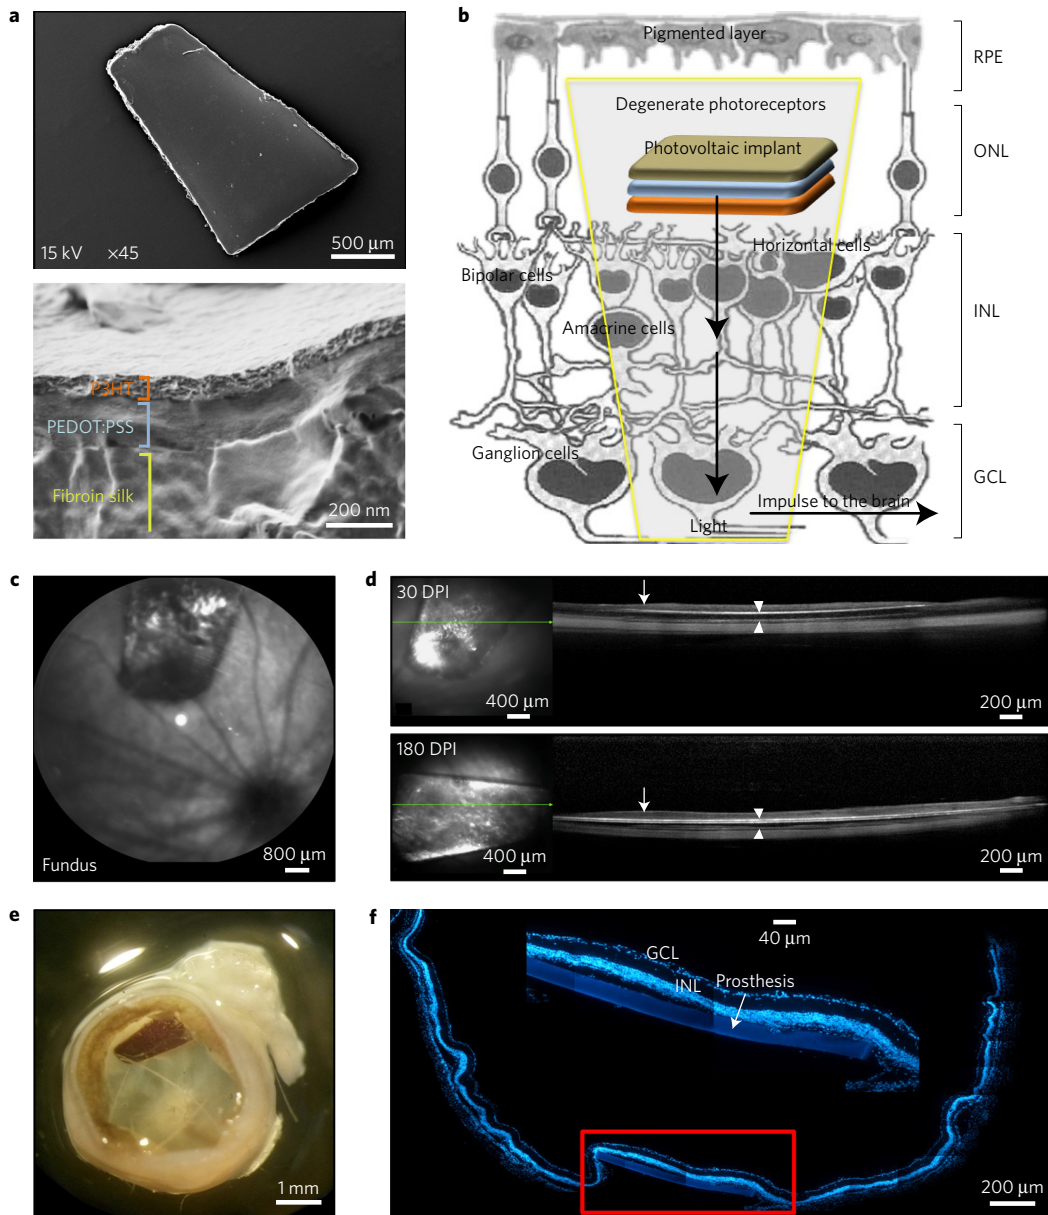 a
15 kV ×45
500 µm
P3HT
PEDOT:PSS
Fibroin silk
200 nm
b
Pigmented layer
RPE
Degenerate photoreceptors
Photovoltaic implant
ONL
Horizontal cells
Bipolar cells
INL
Amacrine cells
Ganglion cells
GCL
Impulse to the brain
Light
c
Fundus
800 µm
d
30 DPI
400 µm
200 µm
180 DPI
400 µm
200 µm
e
1 mm
f
40 µm
GCL
INL
Prosthesis
200 µm